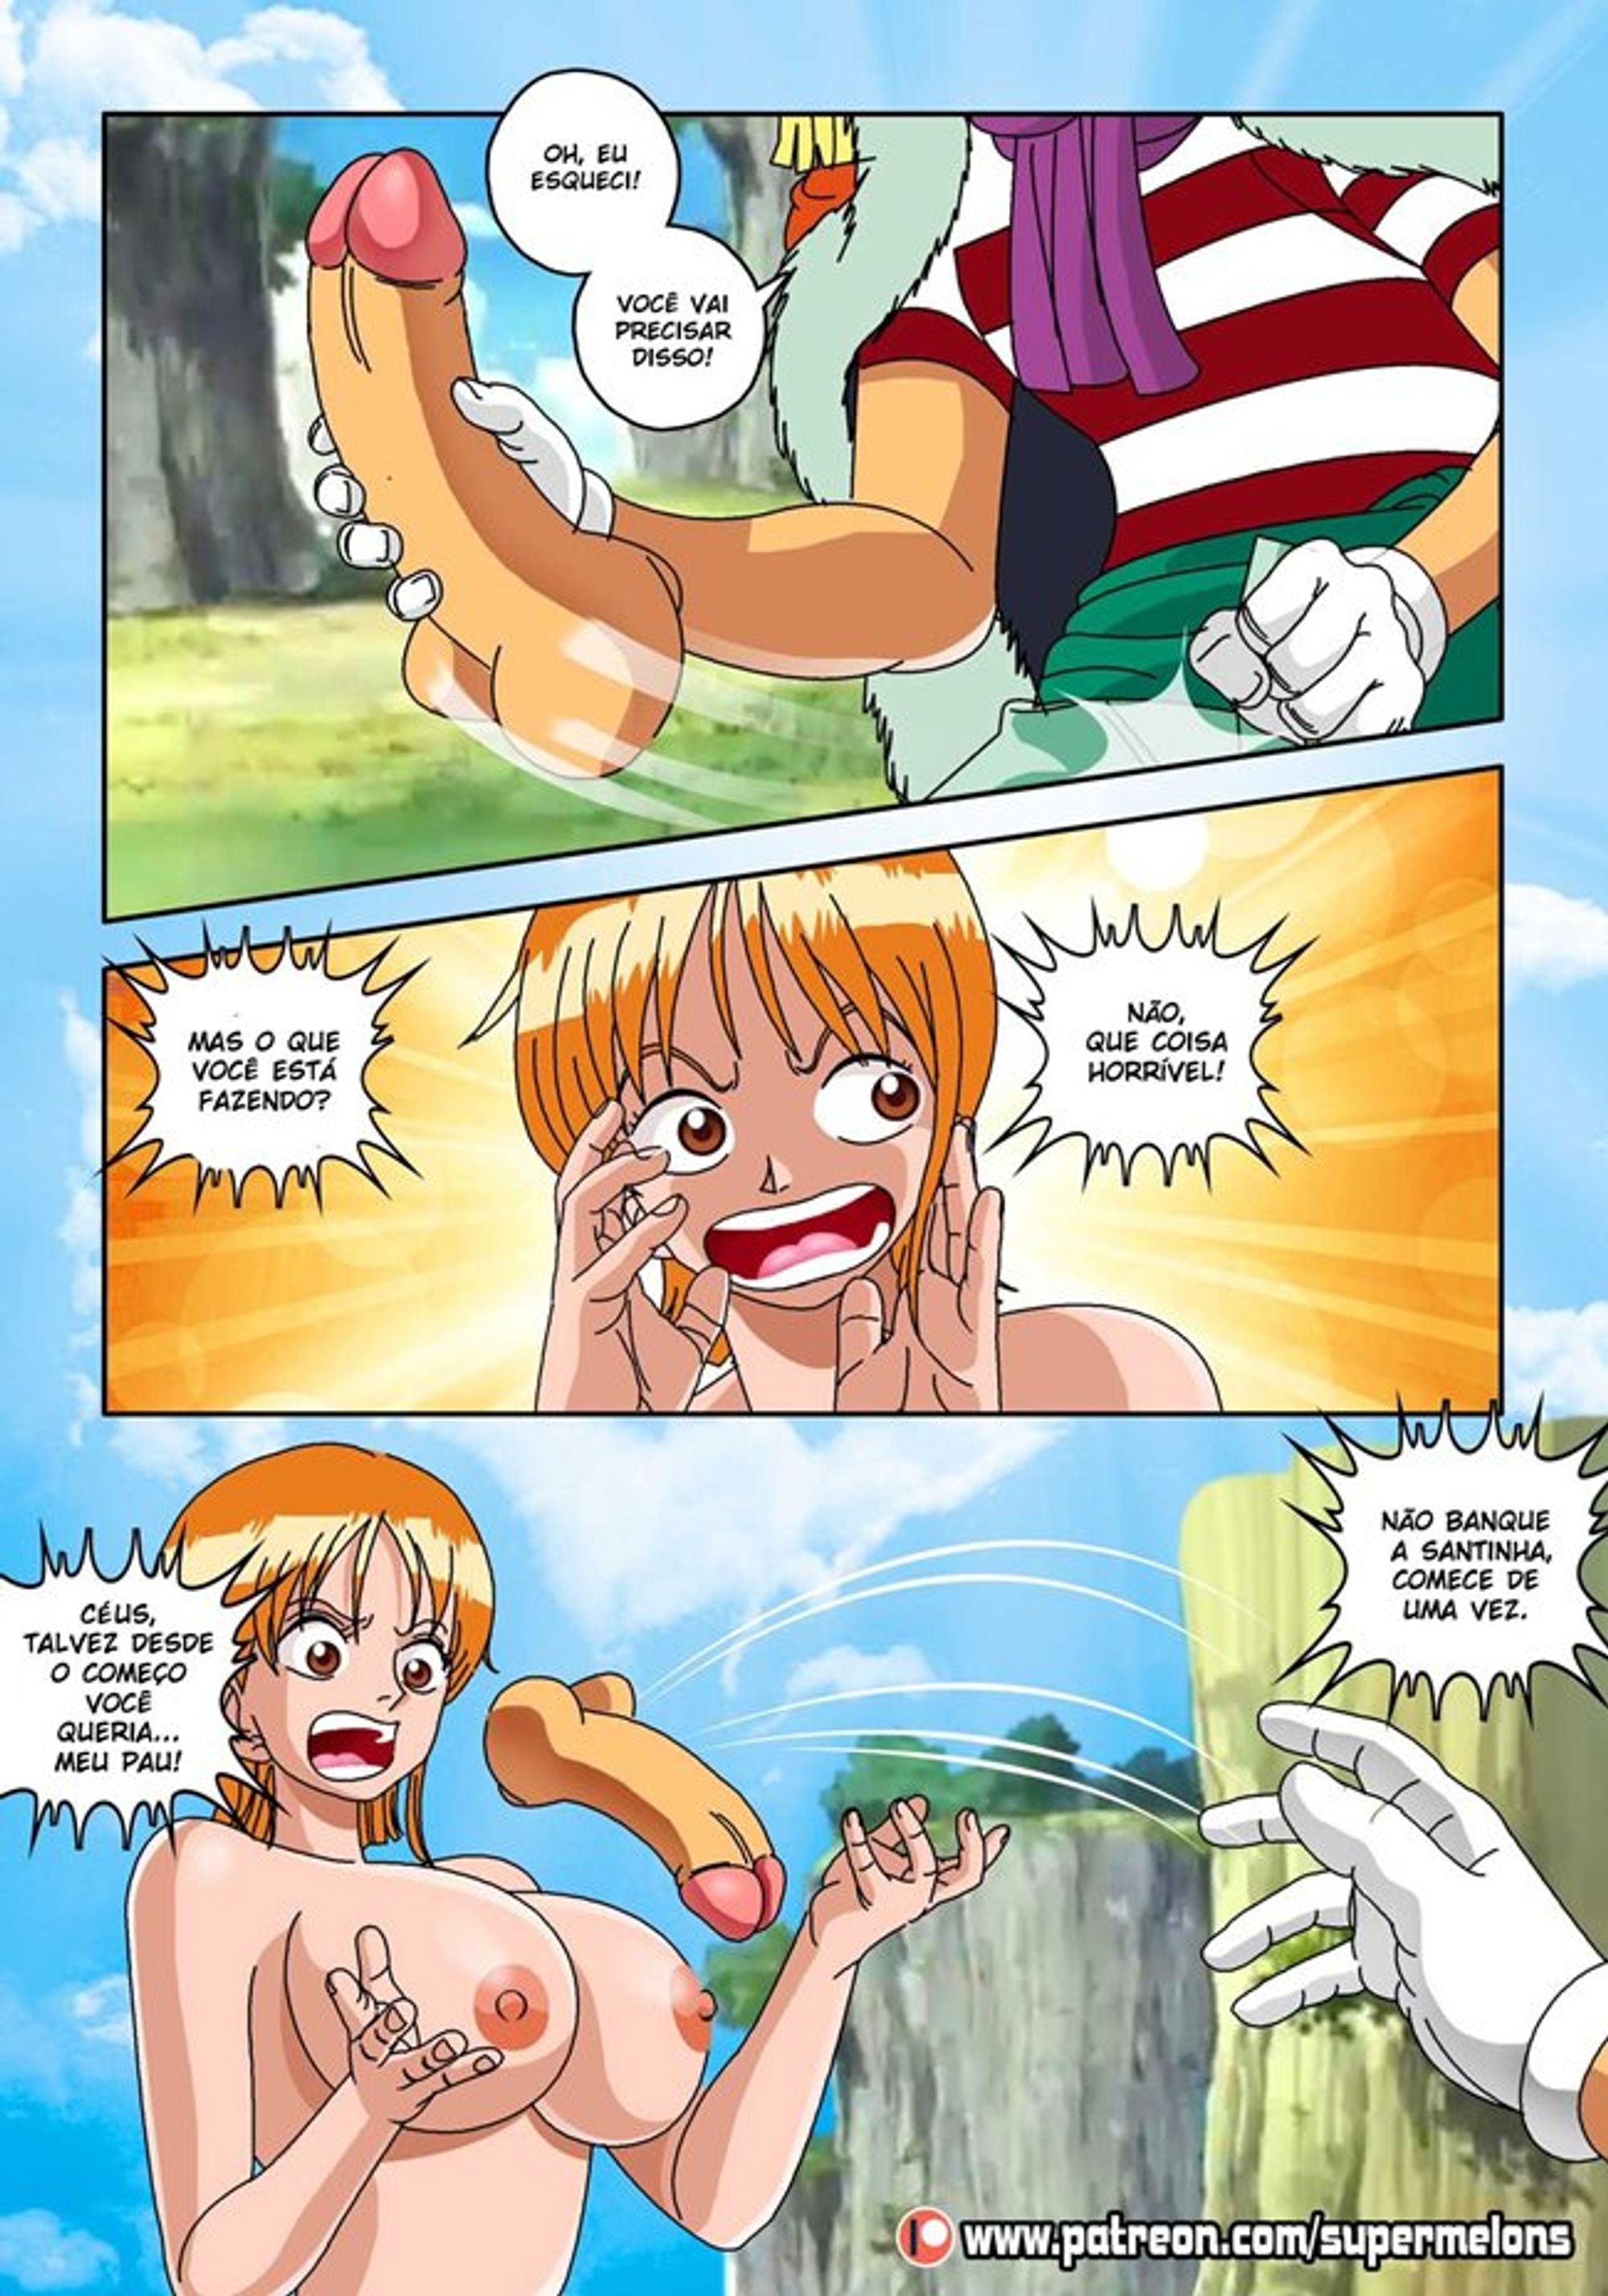 OH, EU
ESQUECI!
VOCÊ VAI
PRECISAR
DISSO!
MAS O QUE
VOCÊ ESTÁ
FAZENDO?
NÃO,
QUE COISA
HORRÍVEL!
NÃO BANQUE
A SANTINHA,
COMECE DE
UMA VEZ.
CÉUS,
TALVEZ DESDE
O COMEÇO
VOCÊ
QUERIA...
MEU PAU!
www.patreon.com/supermelons